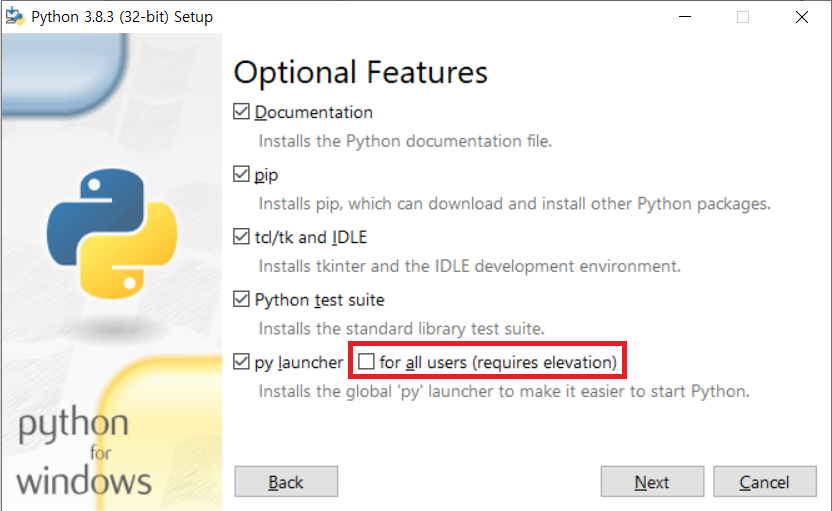 Python 3.8.3 (32-bit) Setup
Optional Features
Documentation
Installs the Python documentation file.
pip
Installs pip, which can download and install other Python packages.
tcl/tk and IDLE
Installs tkinter and the IDLE development environment.
Python test suite
Installs the standard library test suite.
py launcher for all users (requires elevation)
Installs the global 'py' launcher to make it easier to start Python.
python
for
windows
Back Next Cancel